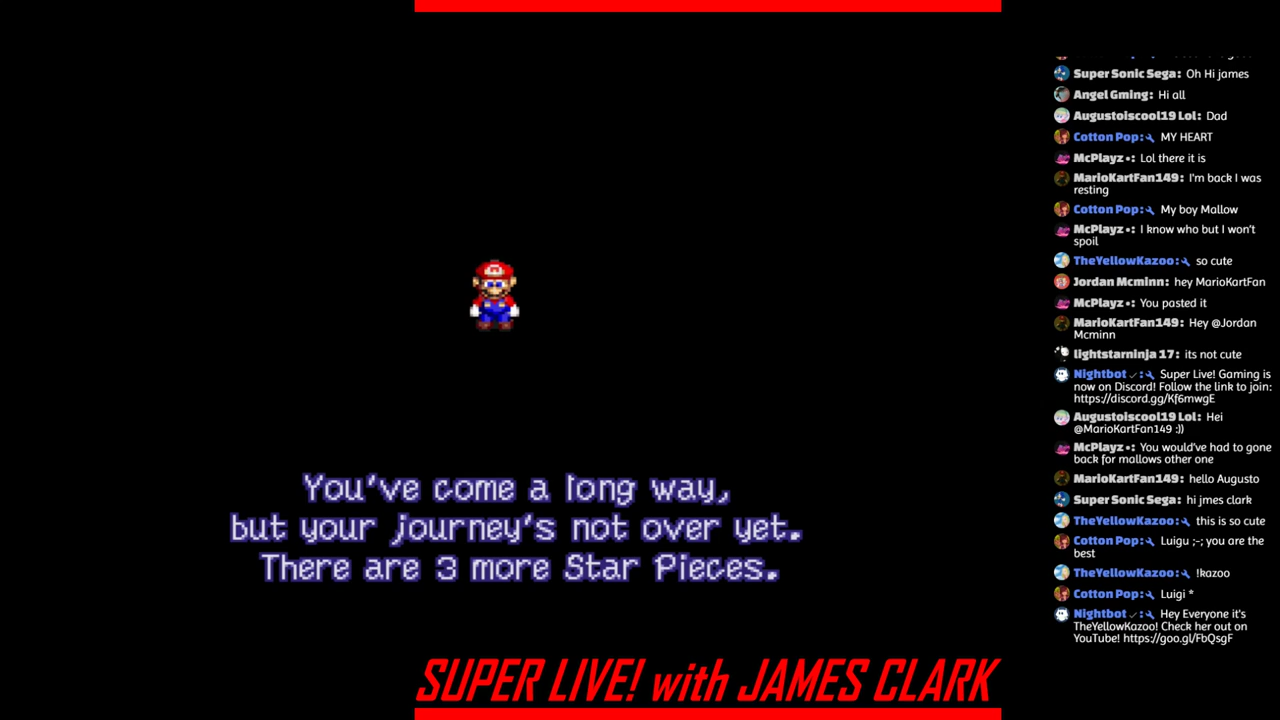 Super Sonic Sega: Oh Hi james
Angel Gming: Hi all
Augustoiscool19 Lol: Dad
Cotton Pop: MY HEART
McPlayz •: Lol there it is
MarioKartFan149: I'm back I was
resting
Cotton Pop: My boy Mallow
McPlayz •: I know who but I won't
spoil
TheYellowKazoo: so cute
Jordan Mcminn: hey MarioKartFan
McPlayz •: You pasted it
MarioKartFan149: Hey @Jordan
Mcminn
lightstarninja 17: its not cute
Nightbot ✓: Super Live! Gaming is
now on Discord! Follow the link to join:
https://discord.gg/Kf6mwgE
Augustoiscool19 Lol: Hei
@MarioKartFan149 :))
McPlayz •: You would've had to gone
back for mallows other one
MarioKartFan149: hello Augusto
Super Sonic Sega: hi jmes clark
TheYellowKazoo: this is so cute
Cotton Pop: Luigu ;-; you are the
best
TheYellowKazoo: !kazoo
Cotton Pop: Luigi *
Nightbot ✓: Hey Everyone it's
TheYellowKazoo! Check her out on
YouTube! https://goo.gl/FbQsgF
You've come a long way,
but your journey's not over yet.
There are 3 more Star Pieces.
SUPER LIVE! with JAMES CLARK